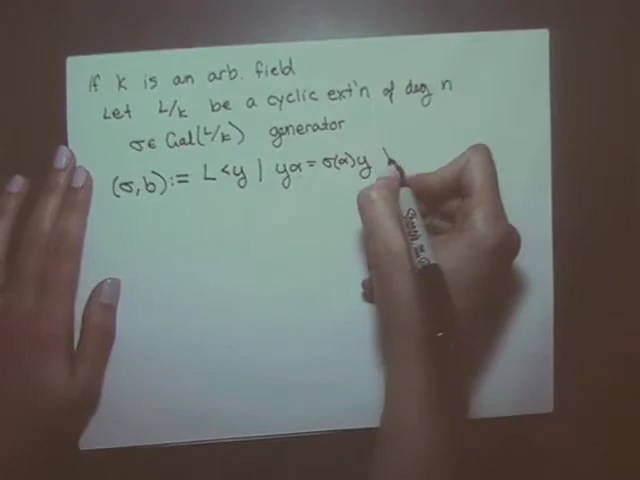 If k is an arb. field
Let L/k be a cyclic ext'n of deg n
σ∈ Gal(L/k) generator
(σ,b):= L<y | yα = σ(α)y